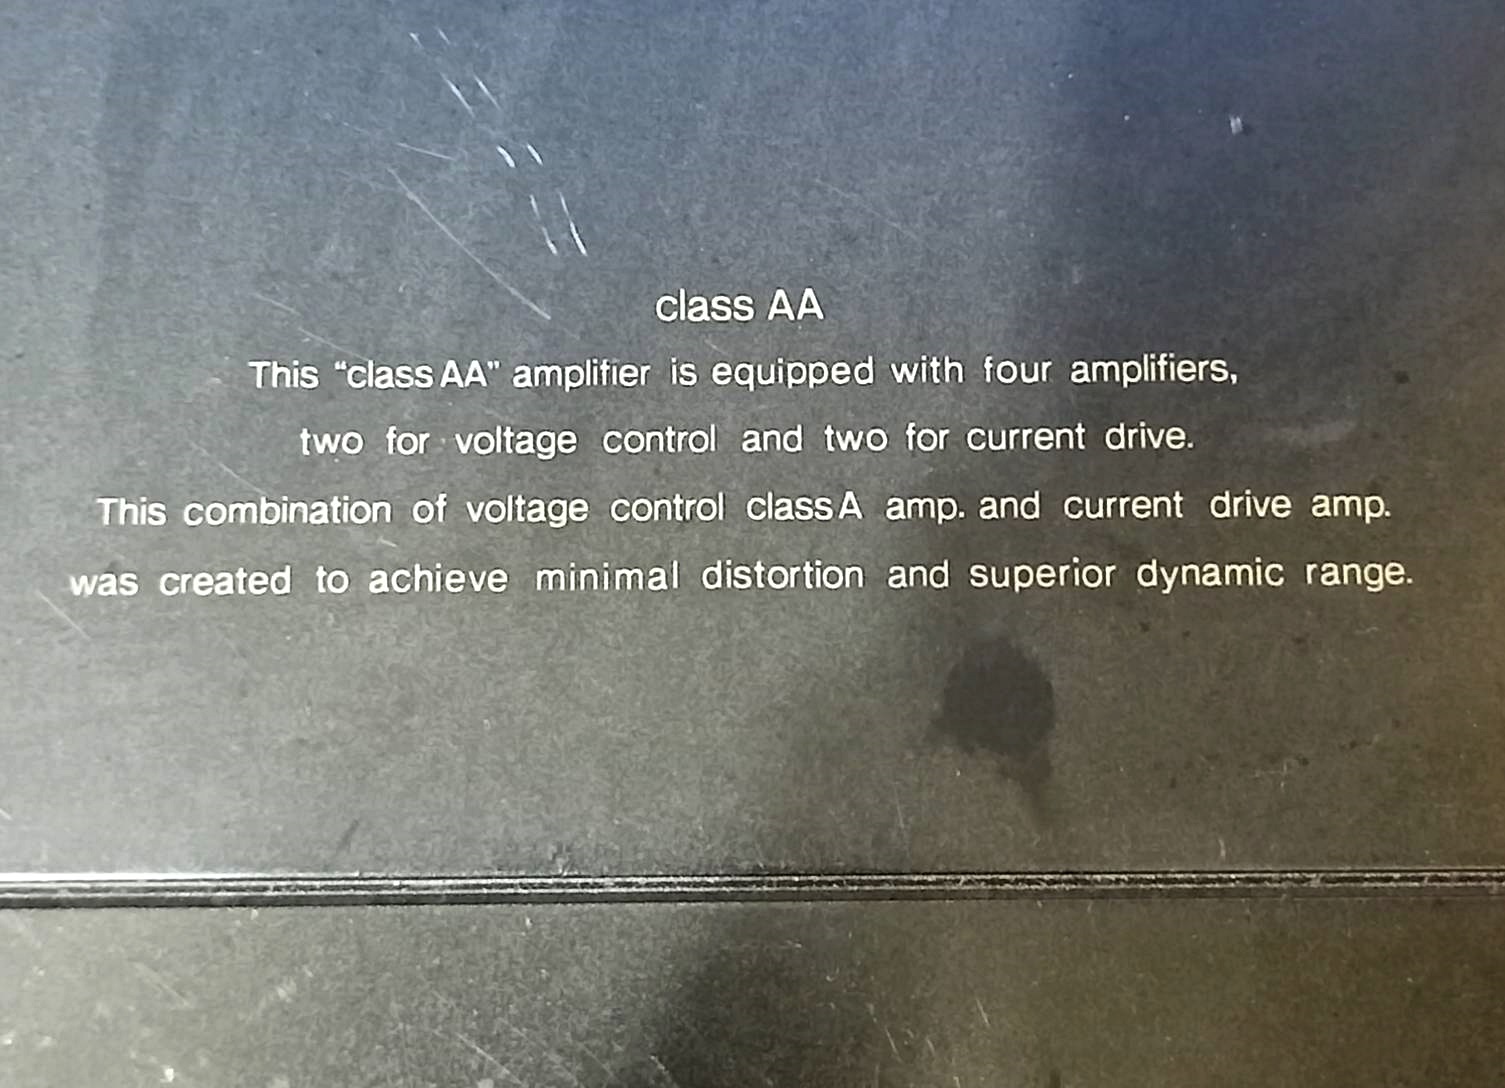 class AA
This “class AA” amplifier is equipped with four amplifiers,
two for voltage control and two for current drive.
This combination of voltage control class A amp. and current drive amp.
was created to achieve minimal distortion and superior dynamic range.